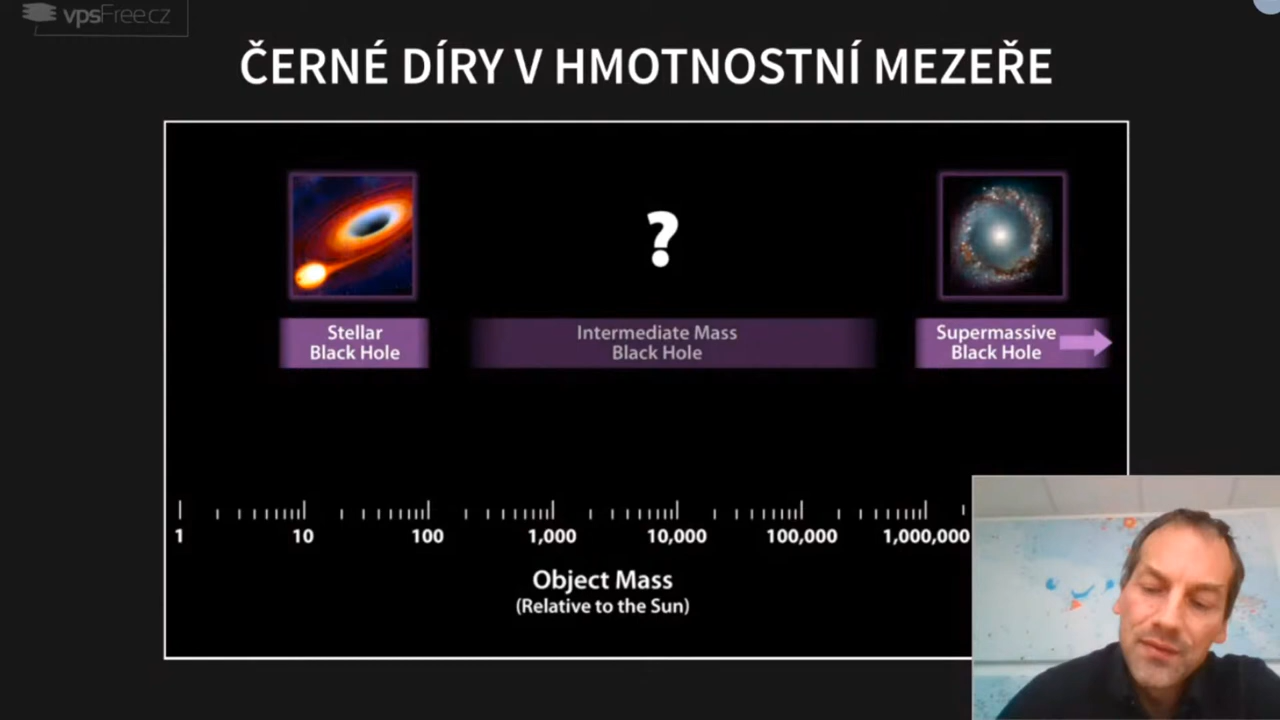 vpsFree.cz
ČERNÉ DÍRY V HMOTNOSTNÍ MEZEŘE
?
Stellar
Black Hole
Intermediate Mass
Black Hole
Supermassive
Black Hole
1 10 100 1,000 10,000 100,000 1,000,000
Object Mass
(Relative to the Sun)